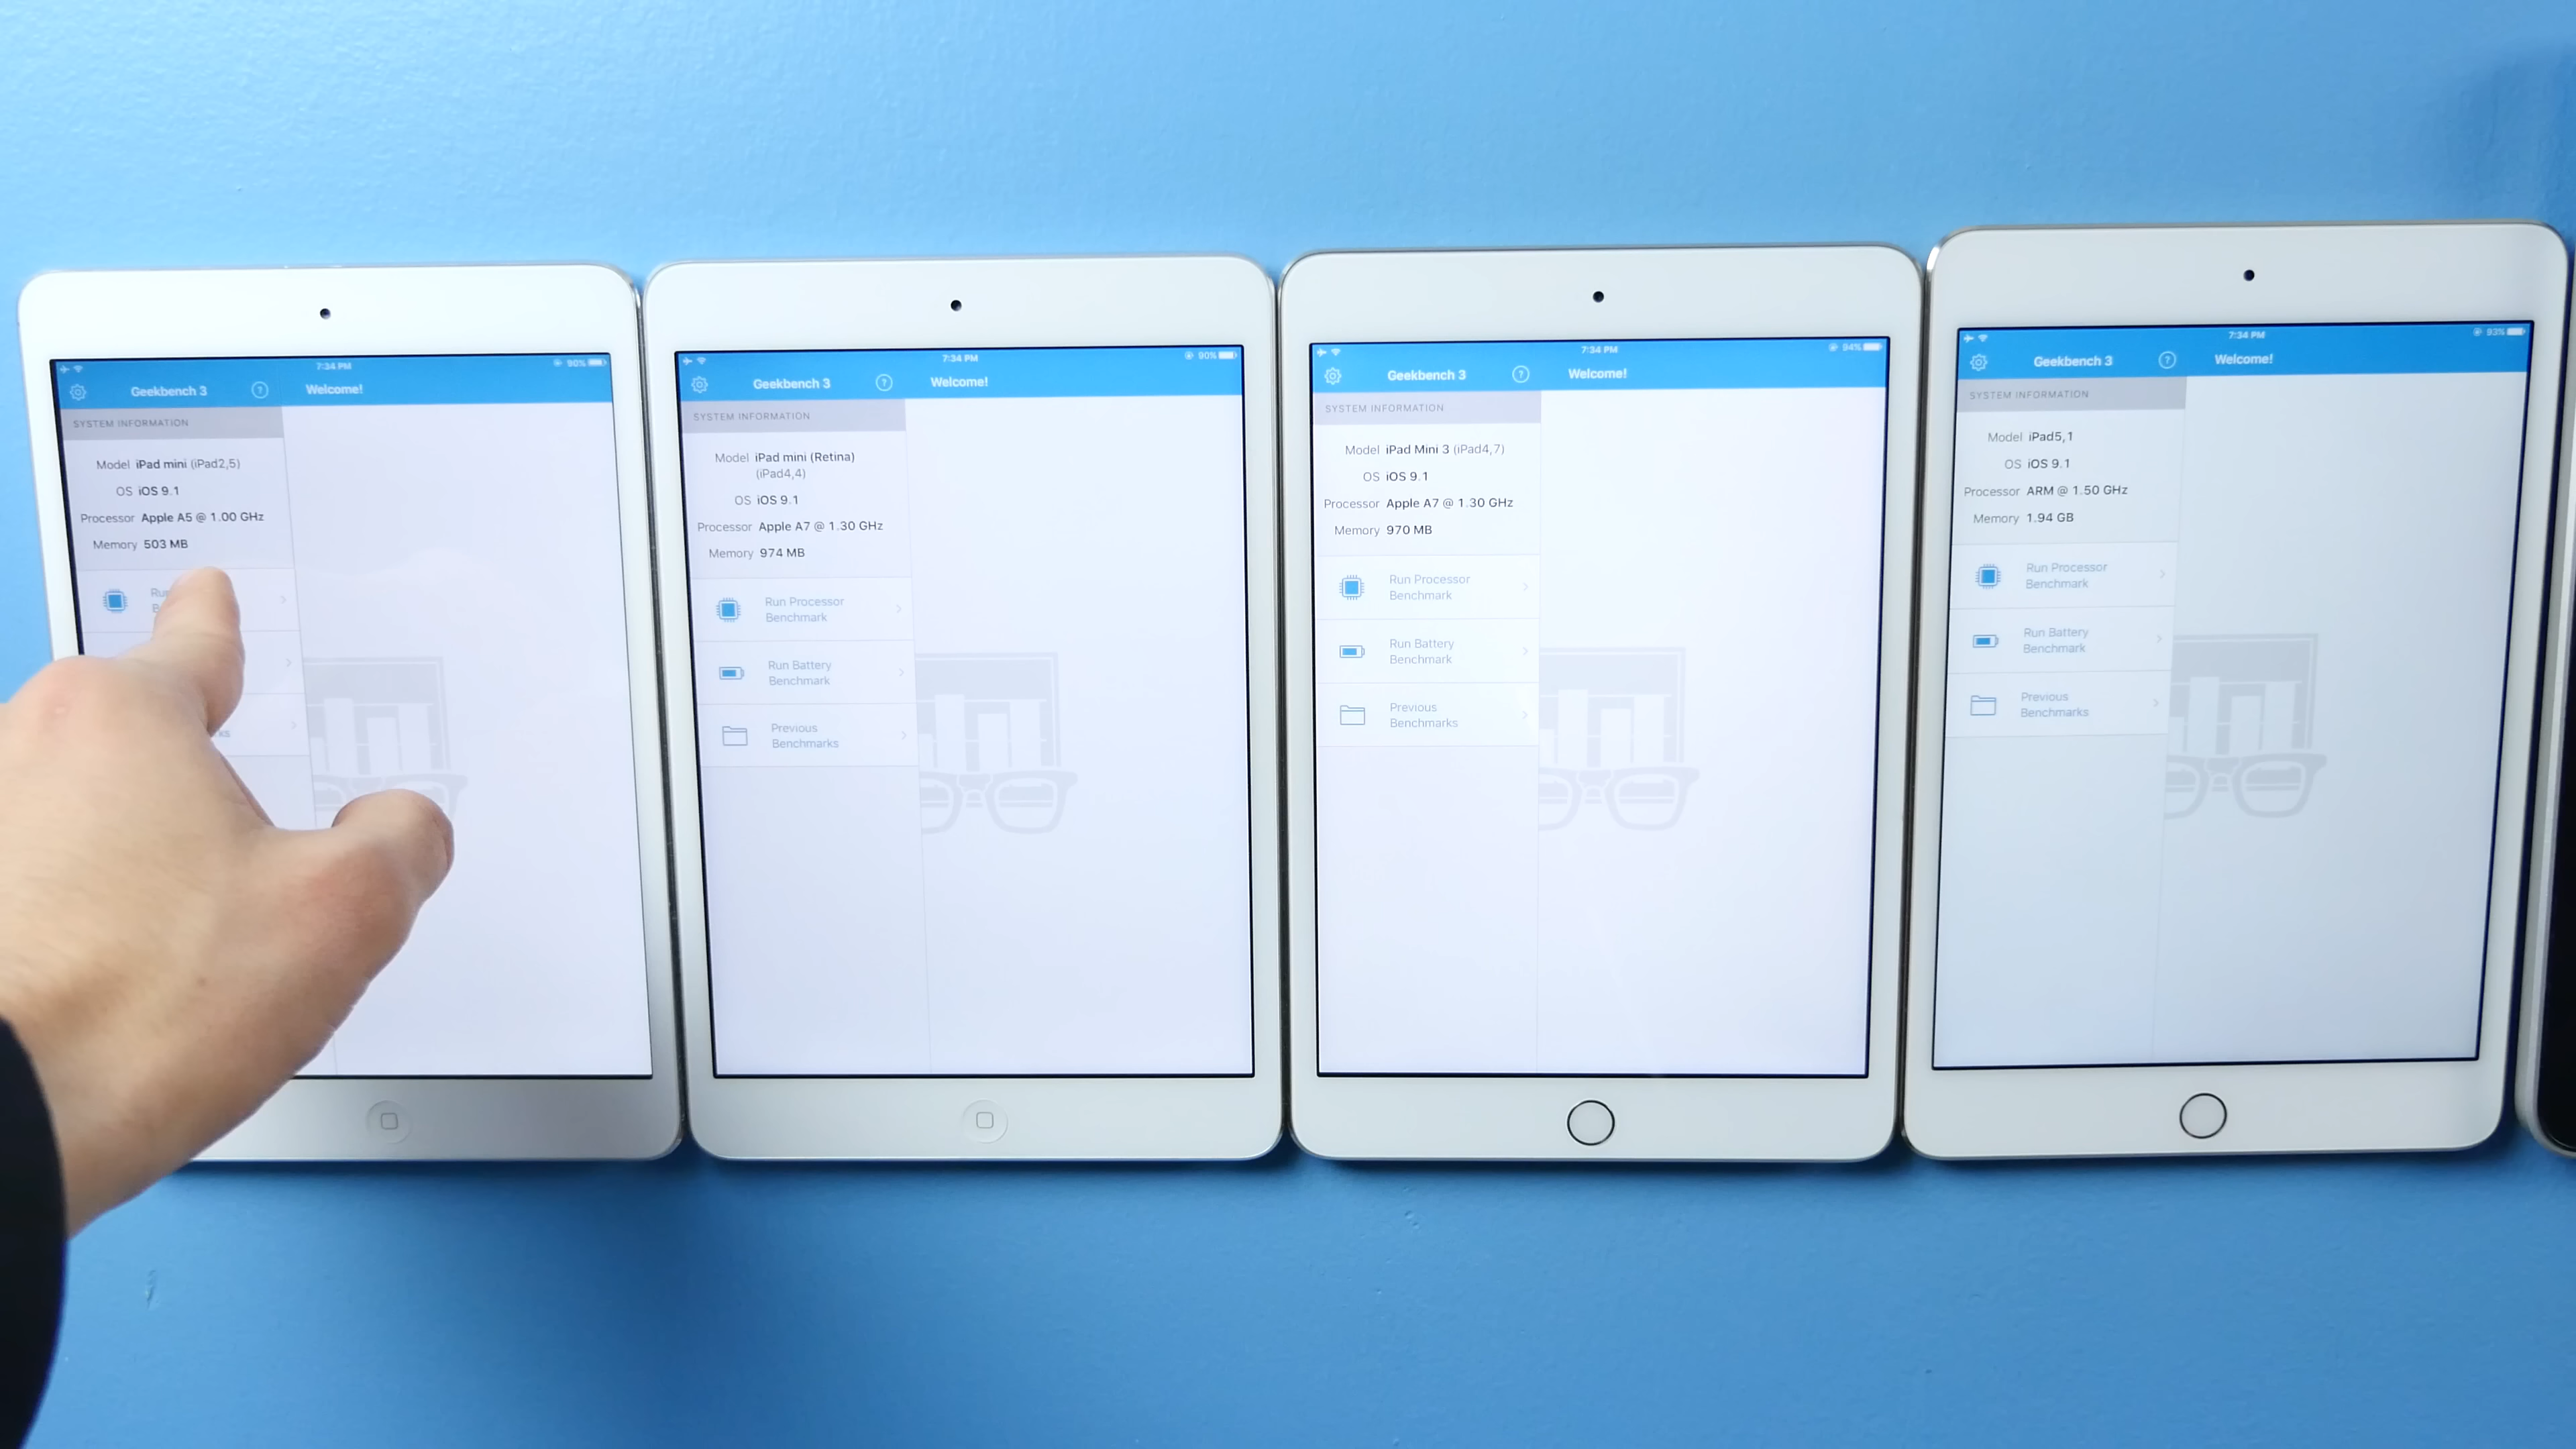 7:34 PM
90%
Geekbench 3
?
Welcome!
SYSTEM INFORMATION
Model iPad mini (iPad2,5)
OS iOS 9.1
Processor Apple A5 @ 1.00 GHz
Memory 503 MB
7:34 PM
90%
Geekbench 3
?
Welcome!
SYSTEM INFORMATION
Model iPad mini (Retina)
(iPad4,4)
OS iOS 9.1
Processor Apple A7 @ 1.30 GHz
Memory 974 MB
Run Processor
Benchmark
Run Battery
Benchmark
Previous
Benchmarks
7:34 PM
94%
Geekbench 3
?
Welcome!
SYSTEM INFORMATION
Model iPad Mini 3 (iPad4,7)
OS iOS 9.1
Processor Apple A7 @ 1.30 GHz
Memory 970 MB
Run Processor
Benchmark
Run Battery
Benchmark
Previous
Benchmarks
7:34 PM
93%
Geekbench 3
?
Welcome!
SYSTEM INFORMATION
Model iPad5,1
OS iOS 9.1
Processor ARM @ 1.50 GHz
Memory 1.94 GB
Run Processor
Benchmark
Run Battery
Benchmark
Previous
Benchmarks